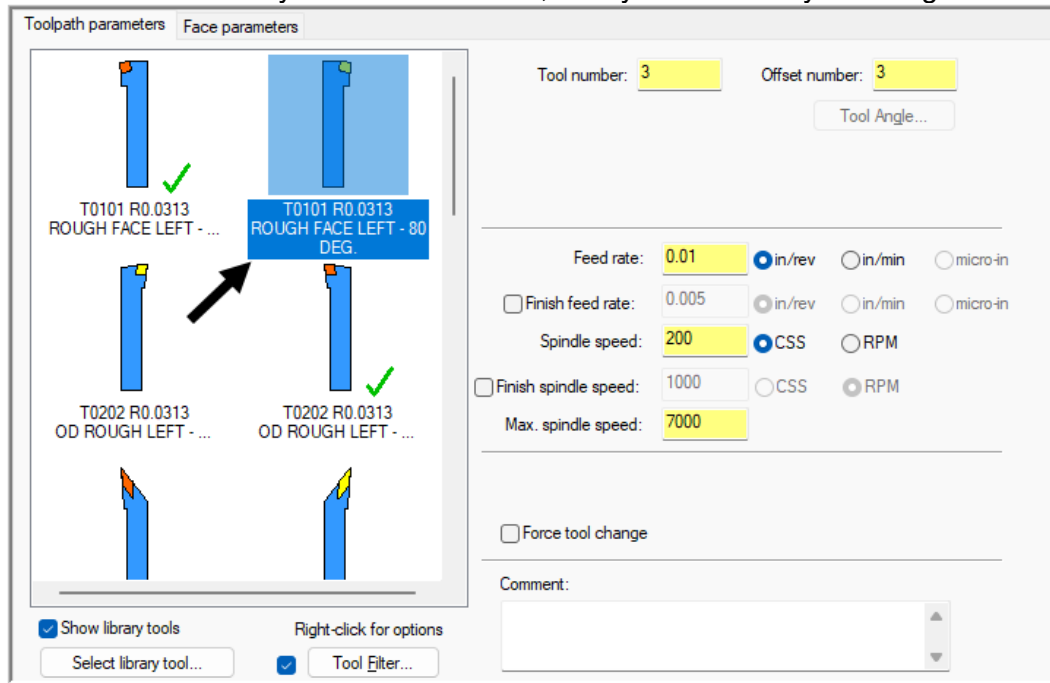 Toolpath parameters Face parameters
Tool number: 3 Offset number: 3
Tool Angle...
T0101 R0.0313
ROUGH FACE LEFT - ...
T0101 R0.0313
ROUGH FACE LEFT - 80
DEG.
T0202 R0.0313
OD ROUGH LEFT - ...
T0202 R0.0313
OD ROUGH LEFT - ...
Feed rate: 0.01 in/rev in/min micro-in
Finish feed rate: 0.005 in/rev in/min micro-in
Spindle speed: 200 CSS RPM
Finish spindle speed: 1000 CSS RPM
Max. spindle speed: 7000
Force tool change
Comment:
Show library tools Right-click for options
Select library tool... Tool Filter...